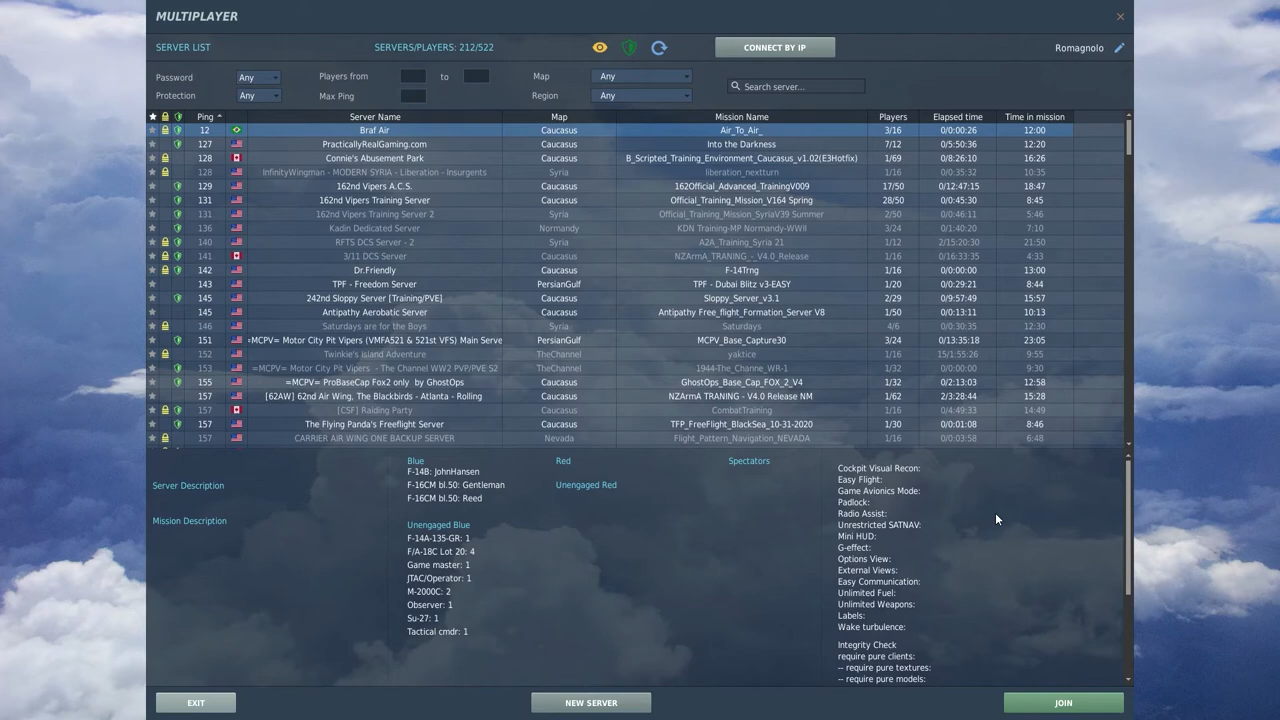 MULTIPLAYER
SERVER LIST SERVERS/PLAYERS: 212/522 CONNECT BY IP Romagnolo
Password Any Players from to Map Any Search server...
Protection Any Max Ping Region Any
Ping Server Name Map Mission Name Players Elapsed time Time in mission
12 Braf Air Caucasus Air_To_Air_ 3/16 0/0:00:26 12:00
127 PracticallyRealGaming.com Caucasus Into the Darkness 7/12 0/5:50:36 12:20
128 Connie's Abusement Park Caucasus B_Scripted_Training_Environment_Caucasus_v1.02(E3Hotfix) 1/69 0/8:26:10 16:26
128 InfinityWingman - MODERN SYRIA - Liberation - Insurgents Syria liberation_nextturn 1/16 0/0:35:32 10:35
129 162nd Vipers A.C.S. Caucasus 162Official_Advanced_TrainingV009 17/50 0/12:47:15 18:47
131 162nd Vipers Training Server Caucasus Official_Training_Mission_V164 Spring 28/50 0/0:45:30 8:45
131 162nd Vipers Training Server 2 Syria Official_Training_Mission_SyriaV39 Summer 2/50 0/0:46:11 5:46
136 Kadin Dedicated Server Normandy KDN Training-MP Normandy-WWII 3/24 0/1:40:20 7:10
140 RFTS DCS Server - 2 Syria A2A_Training_Syria 21 1/12 2/15:20:30 21:50
141 3/11 DCS Server Caucasus NZArmA_TRANING_-_V4.0_Release 1/16 0/16:33:35 4:33
142 Dr.Friendly Caucasus F-14Trng 1/16 0/0:00:00 13:00
143 TPF - Freedom Server PersianGulf TPF - Dubai Blitz v3-EASY 1/20 0/0:29:21 8:44
145 242nd Sloppy Server [Training/PVE] Caucasus Sloppy_Server_v3.1 2/29 0/9:57:49 15:57
145 Antipathy Aerobatic Server Caucasus Antipathy Free_flight_Formation_Server V8 1/50 0/0:13:11 10:13
146 Saturdays are for the Boys Syria Saturdays 4/6 0/0:30:35 12:30
151 =MCPV= Motor City Pit Vipers (VMFA521 & 521st VFS) Main Serve PersianGulf MCPV_Base_Capture30 3/24 0/13:35:18 23:05
152 Twinkie's Island Adventure TheChannel yaktice 1/16 15/1:55:26 9:55
153 =MCPV= Motor City Pit Vipers - The Channel WW2 PVP/PVE S2 TheChannel 1944-The_Channe_WR-1 1/32 0/0:00:00 9:30
155 =MCPV= ProBaseCap Fox2 only by GhostOps Caucasus GhostOps_Base_Cap_FOX_2_V4 1/32 0/2:13:03 12:58
157 [62AW] 62nd Air Wing, The Blackbirds - Atlanta - Rolling Caucasus NZArmA TRANING - V4.0 Release NM 1/62 2/3:28:44 15:28
157 [CSF] Raiding Party Caucasus CombatTraining 1/16 0/4:49:33 14:49
157 The Flying Panda's Freeflight Server Caucasus TFP_FreeFlight_BlackSea_10-31-2020 1/30 0/0:01:08 8:46
157 CARRIER AIR WING ONE BACKUP SERVER Nevada Flight_Pattern_Navigation_NEVADA 1/16 0/0:03:58 6:48
Server Description
Mission Description
Blue
F-14B: JohnHansen
F-16CM bl.50: Gentleman
F-16CM bl.50: Reed
Unengaged Blue
F-14A-135-GR: 1
F/A-18C Lot 20: 4
Game master: 1
JTAC/Operator: 1
M-2000C: 2
Observer: 1
Su-27: 1
Tactical cmdr: 1
Red
Unengaged Red
Spectators
Cockpit Visual Recon:
Easy Flight:
Game Avionics Mode:
Padlock:
Radio Assist:
Unrestricted SATNAV:
Mini HUD:
G-effect:
Options View:
External Views:
Easy Communication:
Unlimited Fuel:
Unlimited Weapons:
Labels:
Wake turbulence:
Integrity Check
require pure clients:
-- require pure textures:
-- require pure models:
EXIT NEW SERVER JOIN